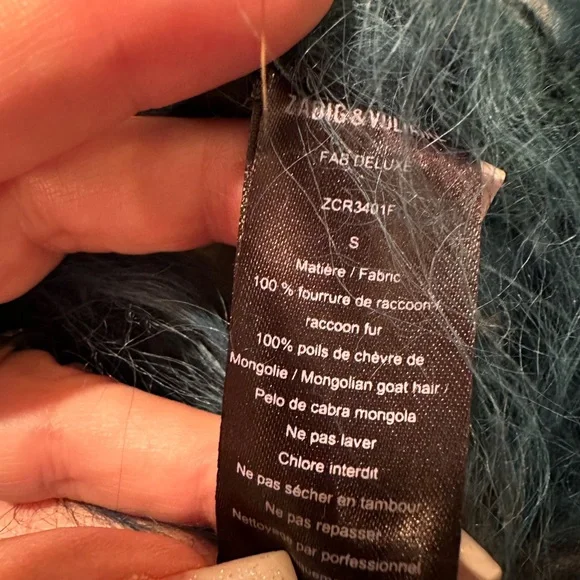 ZADIG & VOLTAIRE
FAB DELUXE
ZCR3401F
S
Matière / Fabric
100 % fourrure de raccoon /
raccoon fur
100% poils de chèvre de
Mongolie / Mongolian goat hair /
Pelo de cabra mongola
Ne pas laver
Chlore interdit
Ne pas sécher en tambour
Ne pas repasser
Nettoyage par porfessionnel